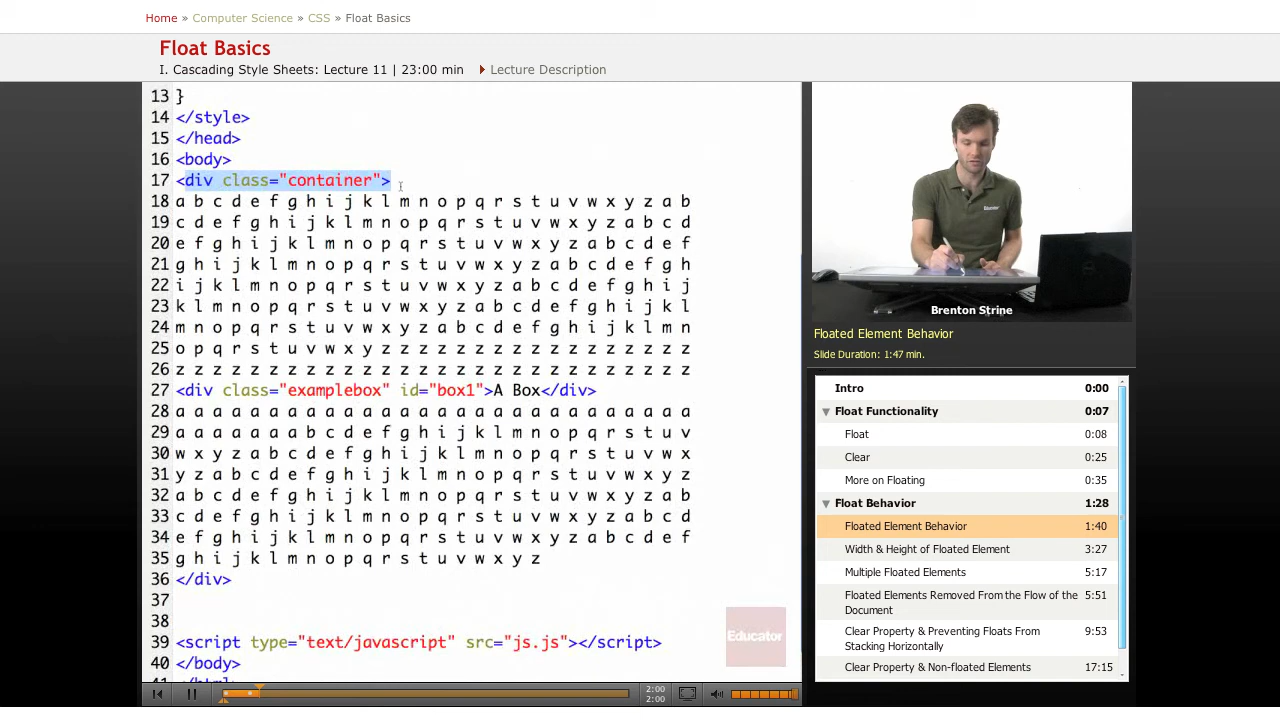 Home » Computer Science » CSS » Float Basics
Float Basics
I. Cascading Style Sheets: Lecture 11 | 23:00 min Lecture Description
13 }
14 </style>
15 </head>
16 <body>
17 <div class="container">
18 a b c d e f g h i j k l m n o p q r s t u v w x y z a b
19 c d e f g h i j k l m n o p q r s t u v w x y z a b c d
20 e f g h i j k l m n o p q r s t u v w x y z a b c d e f
21 g h i j k l m n o p q r s t u v w x y z a b c d e f g h
22 i j k l m n o p q r s t u v w x y z a b c d e f g h i j
23 k l m n o p q r s t u v w x y z a b c d e f g h i j k l
24 m n o p q r s t u v w x y z a b c d e f g h i j k l m n
25 o p q r s t u v w x y z z z z z z z z z z z z z z z z z
26 z z z z z z z z z z z z z z z z z z z z z z z z z z z z
27 <div class="examplebox" id="box1">A Box</div>
28 a a a a a a a a a a a a a a a a a a a a a a a a a a a a
29 a a a a a a a b c d e f g h i j k l m n o p q r s t u v
30 w x y z a b c d e f g h i j k l m n o p q r s t u v w x
31 y z a b c d e f g h i j k l m n o p q r s t u v w x y z
32 a b c d e f g h i j k l m n o p q r s t u v w x y z a b
33 c d e f g h i j k l m n o p q r s t u v w x y z a b c d
34 e f g h i j k l m n o p q r s t u v w x y z a b c d e f
35 g h i j k l m n o p q r s t u v w x y z
36 </div>
37
38
39 <script type="text/javascript" src="js.js"></script>
40 </body>
Educator
2:00
2:00
Brenton Strine
Floated Element Behavior
Slide Duration: 1:47 min.
Intro 0:00
Float Functionality 0:07
Float 0:08
Clear 0:25
More on Floating 0:35
Float Behavior 1:28
Floated Element Behavior 1:40
Width & Height of Floated Element 3:27
Multiple Floated Elements 5:17
Floated Elements Removed From the Flow of the 5:51
Document
Clear Property & Preventing Floats From 9:53
Stacking Horizontally
Clear Property & Non-floated Elements 17:15